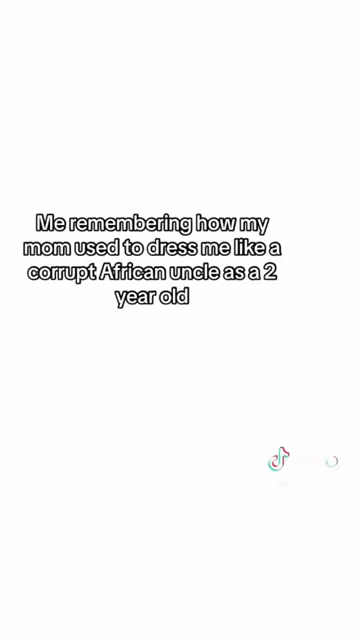 Me remembering how my
mom used to dress me like a
corrupt African uncle as a 2
year old